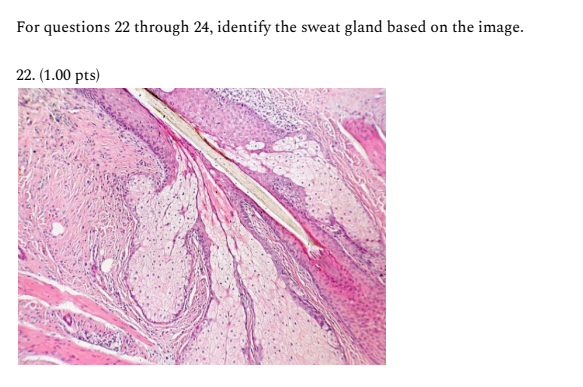 For questions 22 through 24, identify the sweat gland based on the image.
22. (1.00 pts)